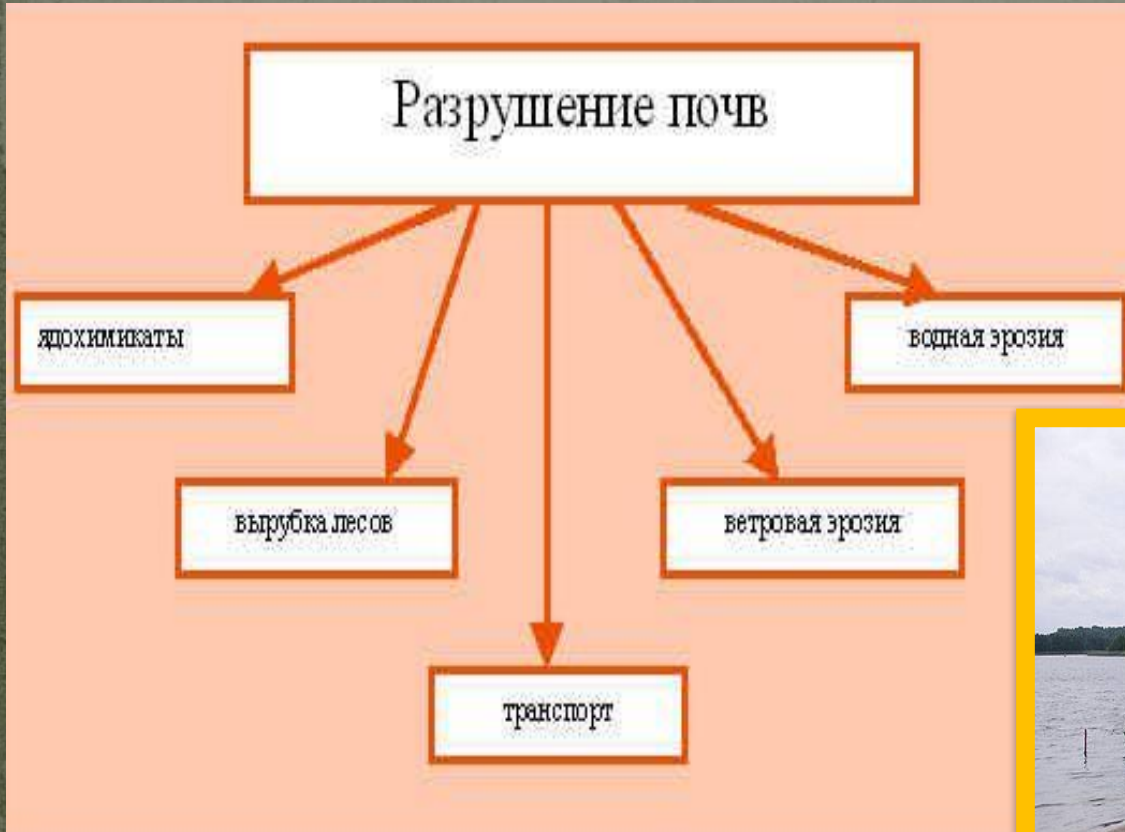 Разрушение почв
ядохимикаты
водная эрозия
вырубка лесов
ветровая эрозия
транспорт